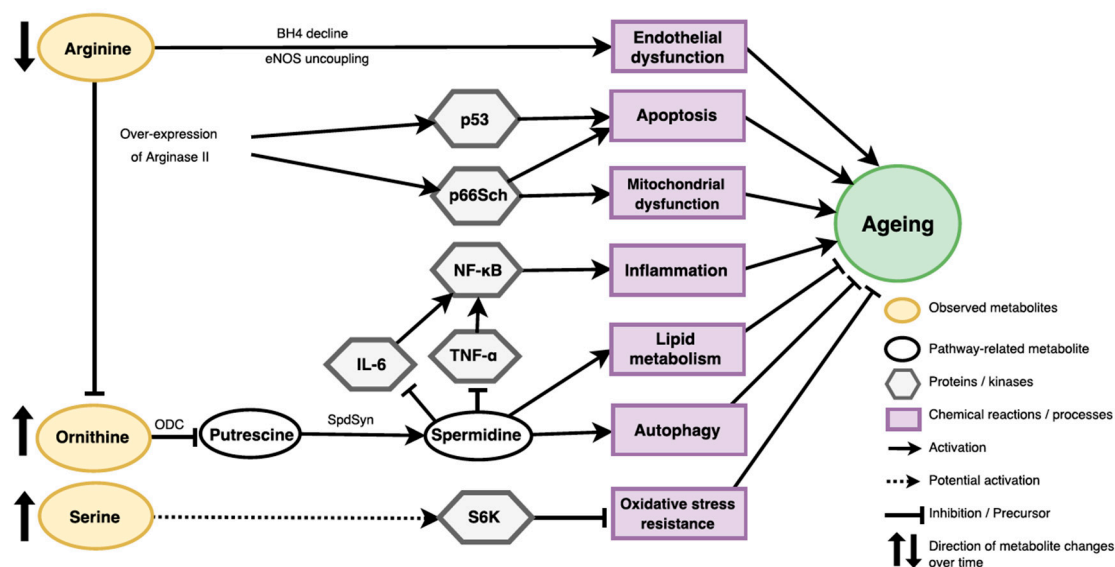 Arginine
BH4 decline
eNOS uncoupling
Endothelial
dysfunction
Over-expression
of Arginase II
p53
Apoptosis
p66Sch
Mitochondrial
dysfunction
Ageing
NF-κB
Inflammation
IL-6
TNF-α
Lipid
metabolism
Ornithine
ODC
Putrescine
SpdSyn
Spermidine
Autophagy
Serine
S6K
Oxidative stress
resistance
Observed metabolites
Pathway-related metabolite
Proteins / kinases
Chemical reactions / processes
Activation
Potential activation
Inhibition / Precursor
Direction of metabolite changes
over time